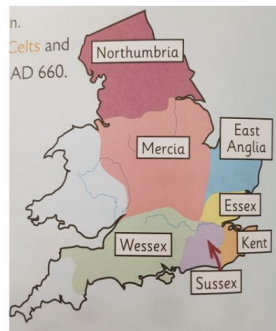 n.
Celts and
AD 660.
Northumbria
Mercia
East
Anglia
Essex
Wessex
Kent
Sussex